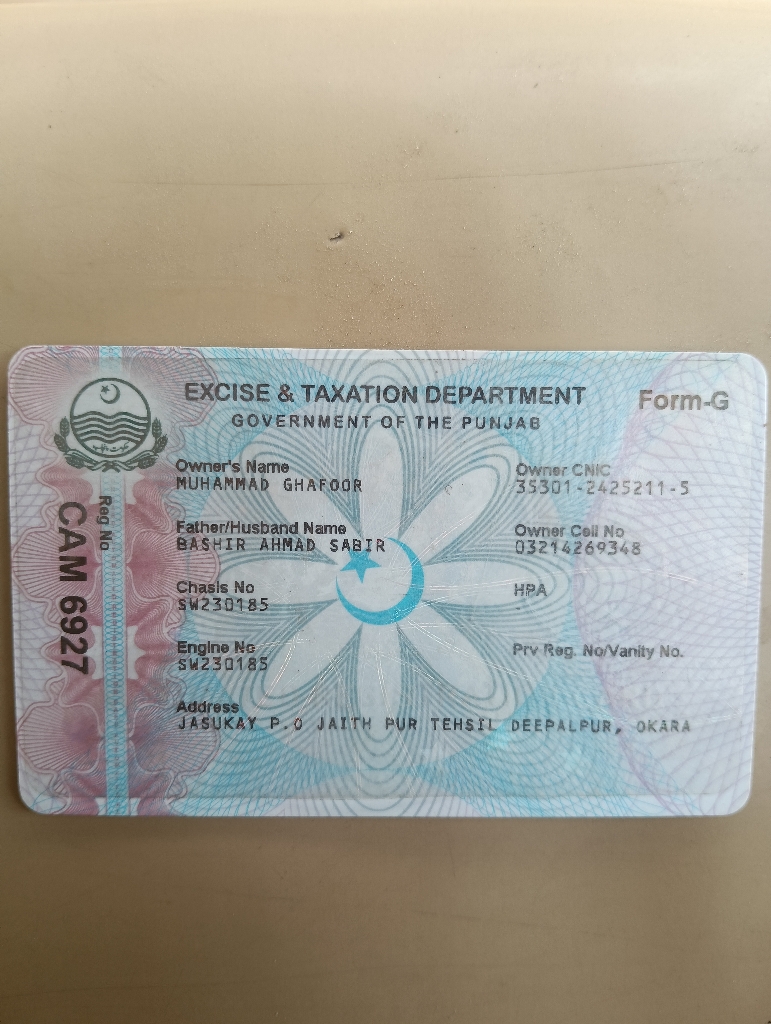 EXCISE & TAXATION DEPARTMENT
Form-G
GOVERNMENT OF THE PUNJAB
Reg No
CAM 6927
Owner's Name
MUHAMMAD GHAFOOR
Owner CNIC
35301-2425211-5
Father/Husband Name
BASHIR AHMAD SABIR
Owner Cell No
03214269348
Chasis No
SW230185
HPA
Engine No
SW230185
Prv Reg. No/Vanity No.
Address
JASUKAY P.O JAITH PUR TEHSIL DEEPALPUR, OKARA